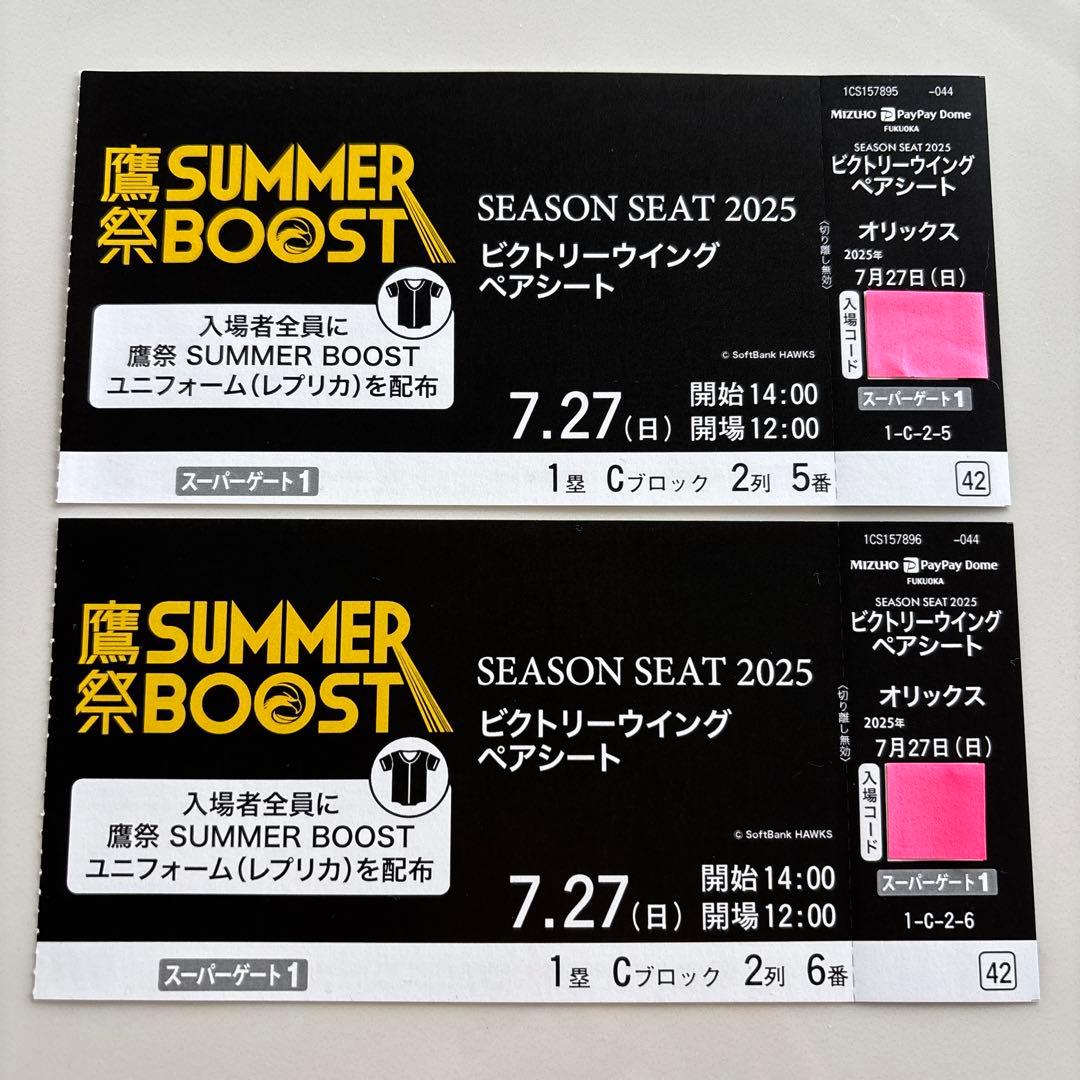 鷹祭 SUMMER BOOST
入場者全員に
鷹祭 SUMMER BOOST
ユニフォーム(レプリカ)を配布
SEASON SEAT 2025
ビクトリーウイング
ペアシート
© SoftBank HAWKS
7.27(日) 開始14:00
開場12:00
スーパーゲート1
1塁 Cブロック 2列 5番
〈切り離し無効〉
1CS157895 -044
MIZUHO PayPay Dome
FUKUOKA
SEASON SEAT 2025
ビクトリーウイング
ペアシート
オリックス
2025年
7月27日(日)
入場コード
スーパーゲート1
1-C-2-5
42
鷹祭 SUMMER BOOST
入場者全員に
鷹祭 SUMMER BOOST
ユニフォーム(レプリカ)を配布
SEASON SEAT 2025
ビクトリーウイング
ペアシート
© SoftBank HAWKS
7.27(日) 開始14:00
開場12:00
スーパーゲート1
1塁 Cブロック 2列 6番
〈切り離し無効〉
1CS157896 -044
MIZUHO PayPay Dome
FUKUOKA
SEASON SEAT 2025
ビクトリーウイング
ペアシート
オリックス
2025年
7月27日(日)
入場コード
スーパーゲート1
1-C-2-6
42